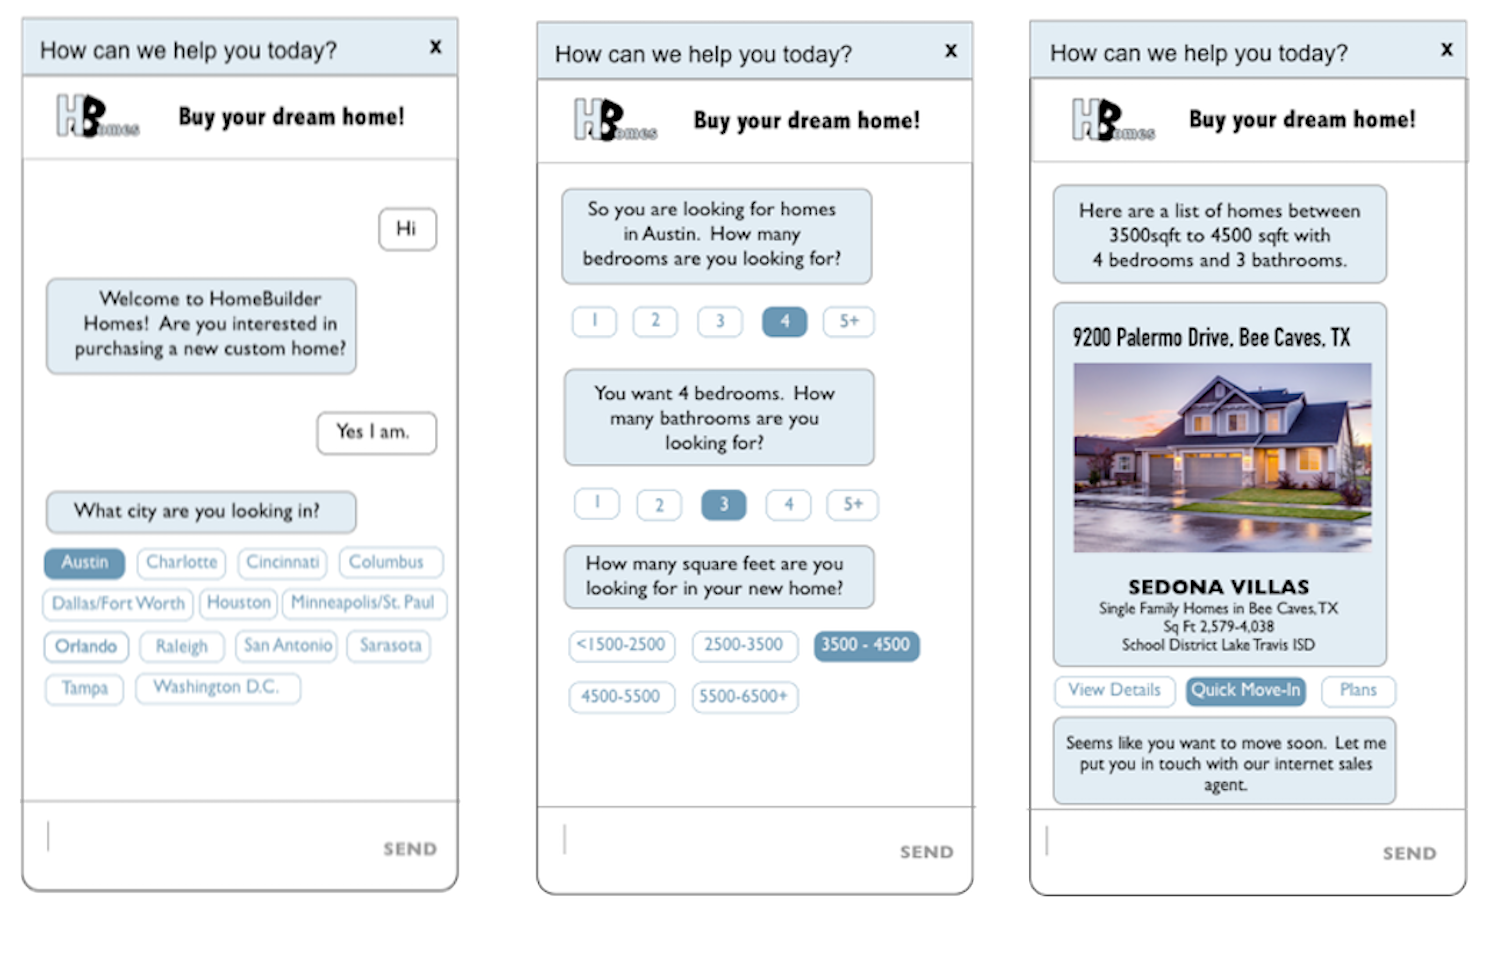 How can we help you today? X
HB omes
Buy your dream home!
Hi
Welcome to HomeBuilder
Homes! Are you interested in
purchasing a new custom home?
Yes I am.
What city are you looking in?
Austin Charlotte Cincinnati Columbus
Dallas/Fort Worth Houston Minneapolis/St. Paul
Orlando Raleigh San Antonio Sarasota
Tampa Washington D.C.
SEND
How can we help you today? X
HB omes
Buy your dream home!
So you are looking for homes
in Austin. How many
bedrooms are you looking for?
1 2 3 4 5+
You want 4 bedrooms. How
many bathrooms are you
looking for?
1 2 3 4 5+
How many square feet are you
looking for in your new home?
<1500-2500 2500-3500 3500 - 4500
4500-5500 5500-6500+
SEND
How can we help you today? X
HB omes
Buy your dream home!
Here are a list of homes between
3500sqft to 4500 sqft with
4 bedrooms and 3 bathrooms.
9200 Palermo Drive, Bee Caves, TX
SEDONA VILLAS
Single Family Homes in Bee Caves, TX
Sq Ft 2,579-4,038
School District Lake Travis ISD
View Details Quick Move-In Plans
Seems like you want to move soon. Let me
put you in touch with our internet sales
agent.
SEND